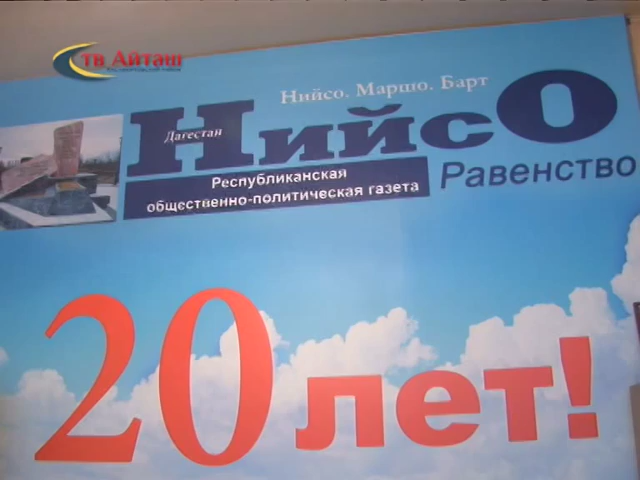 ТВ Айташ
Нийсо. Маршо. Барт
Дагестан
НийсО
Республиканская
общественно-политическая газета
Равенство
20 лет!